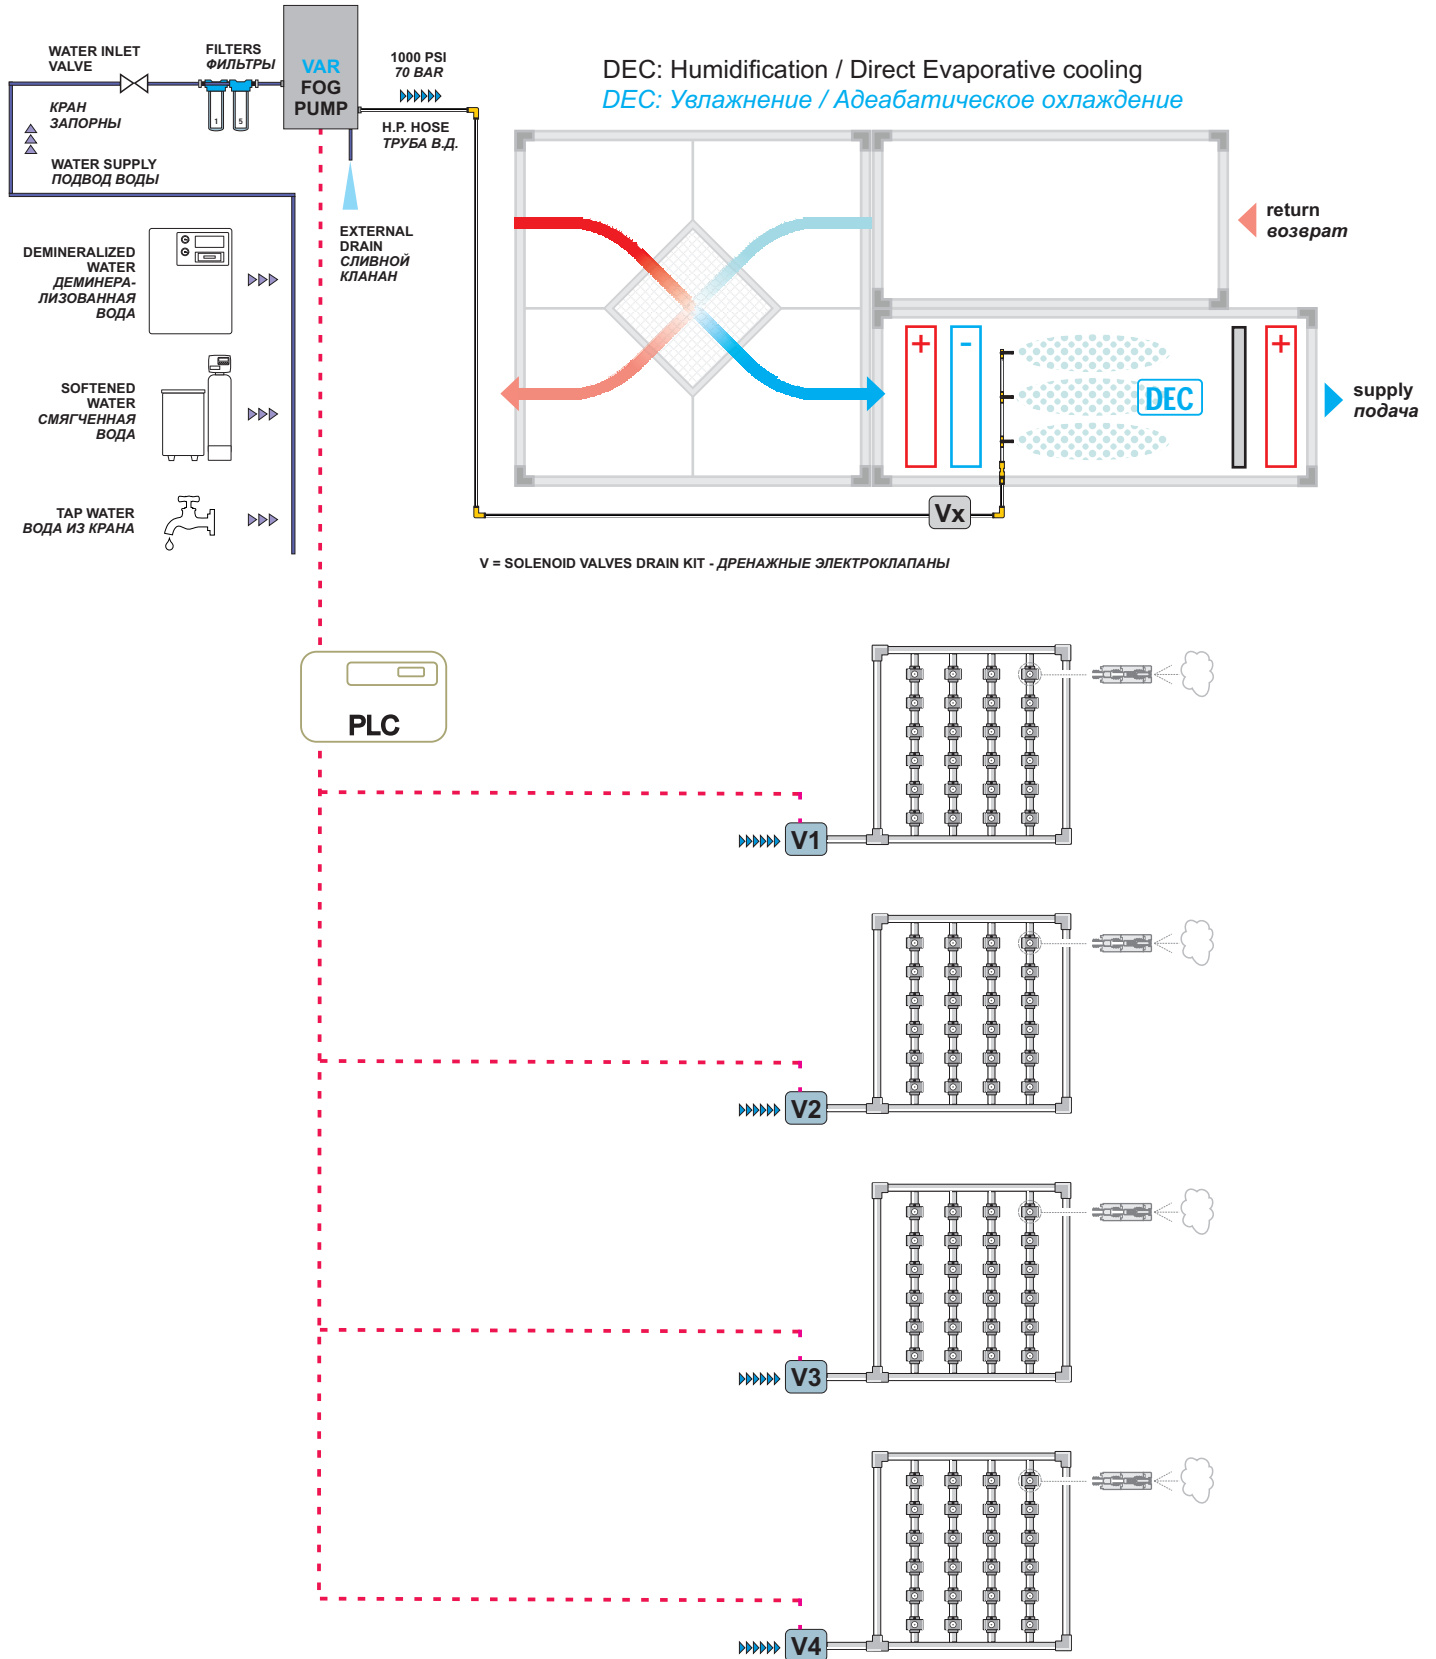 WATER INLET
VALVE
FILTERS
ФИЛЬТРЫ
VAR
FOG
PUMP
1000 PSI
70 BAR
КРАН
ЗАПОРНЫ
1
5
H.P. HOSE
ТРУБА В.Д.
WATER SUPPLY
ПОДВОД ВОДЫ
EXTERNAL
DRAIN
СЛИВНОЙ
КЛАНАН
DEMINERALIZED
WATER
ДЕМИНЕРА-
ЛИЗОВАННАЯ
ВОДА
SOFTENED
WATER
СМЯГЧЕННАЯ
ВОДА
TAP WATER
ВОДА ИЗ КРАНА
DEC: Humidification / Direct Evaporative cooling
DEC: Увлажнение / Адеабатическое охлаждение
return
возврат
+
-
DEC
+
supply
подача
Vx
V = SOLENOID VALVES DRAIN KIT - ДРЕНАЖНЫЕ ЭЛЕКТРОКЛАПАНЫ
PLC
V1
V2
V3
V4